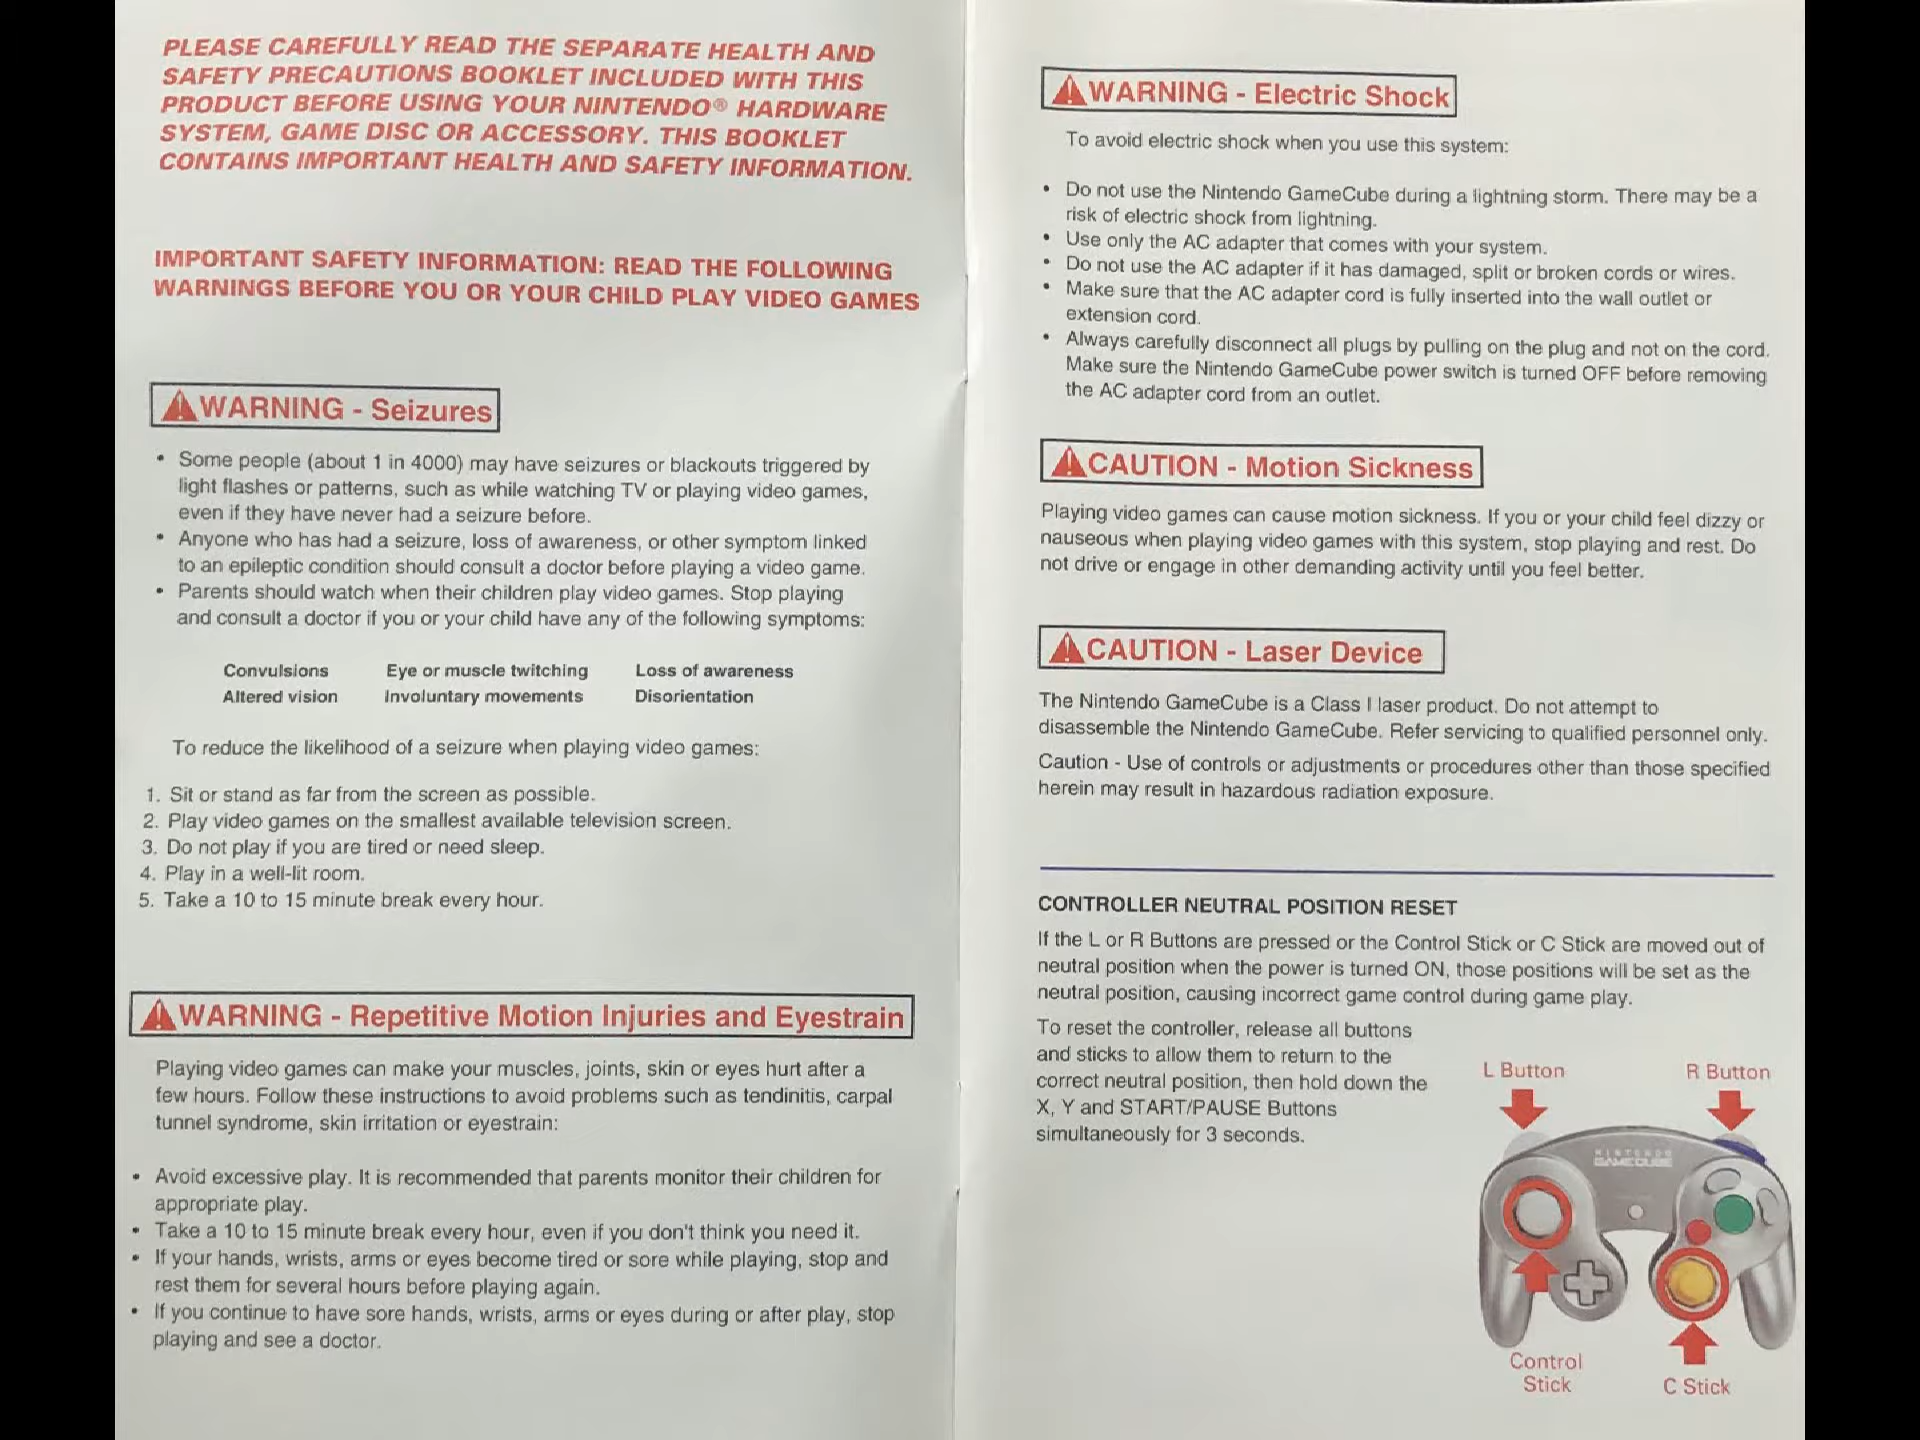 PLEASE CAREFULLY READ THE SEPARATE HEALTH AND
SAFETY PRECAUTIONS BOOKLET INCLUDED WITH THIS
PRODUCT BEFORE USING YOUR NINTENDO® HARDWARE
SYSTEM, GAME DISC OR ACCESSORY. THIS BOOKLET
CONTAINS IMPORTANT HEALTH AND SAFETY INFORMATION.
IMPORTANT SAFETY INFORMATION: READ THE FOLLOWING
WARNINGS BEFORE YOU OR YOUR CHILD PLAY VIDEO GAMES
WARNING - Seizures
• Some people (about 1 in 4000) may have seizures or blackouts triggered by
light flashes or patterns, such as while watching TV or playing video games,
even if they have never had a seizure before.
• Anyone who has had a seizure, loss of awareness, or other symptom linked
to an epileptic condition should consult a doctor before playing a video game.
• Parents should watch when their children play video games. Stop playing
and consult a doctor if you or your child have any of the following symptoms:
Convulsions Eye or muscle twitching Loss of awareness
Altered vision Involuntary movements Disorientation
To reduce the likelihood of a seizure when playing video games:
1. Sit or stand as far from the screen as possible.
2. Play video games on the smallest available television screen.
3. Do not play if you are tired or need sleep.
4. Play in a well-lit room.
5. Take a 10 to 15 minute break every hour.
WARNING - Repetitive Motion Injuries and Eyestrain
Playing video games can make your muscles, joints, skin or eyes hurt after a
few hours. Follow these instructions to avoid problems such as tendinitis, carpal
tunnel syndrome, skin irritation or eyestrain:
• Avoid excessive play. It is recommended that parents monitor their children for
appropriate play.
• Take a 10 to 15 minute break every hour, even if you don't think you need it.
• If your hands, wrists, arms or eyes become tired or sore while playing, stop and
rest them for several hours before playing again.
• If you continue to have sore hands, wrists, arms or eyes during or after play, stop
playing and see a doctor.
WARNING - Electric Shock
To avoid electric shock when you use this system:
• Do not use the Nintendo GameCube during a lightning storm. There may be a
risk of electric shock from lightning.
• Use only the AC adapter that comes with your system.
• Do not use the AC adapter if it has damaged, split or broken cords or wires.
• Make sure that the AC adapter cord is fully inserted into the wall outlet or
extension cord.
• Always carefully disconnect all plugs by pulling on the plug and not on the cord.
Make sure the Nintendo GameCube power switch is turned OFF before removing
the AC adapter cord from an outlet.
CAUTION - Motion Sickness
Playing video games can cause motion sickness. If you or your child feel dizzy or
nauseous when playing video games with this system, stop playing and rest. Do
not drive or engage in other demanding activity until you feel better.
CAUTION - Laser Device
The Nintendo GameCube is a Class I laser product. Do not attempt to
disassemble the Nintendo GameCube. Refer servicing to qualified personnel only.
Caution - Use of controls or adjustments or procedures other than those specified
herein may result in hazardous radiation exposure.
CONTROLLER NEUTRAL POSITION RESET
If the L or R Buttons are pressed or the Control Stick or C Stick are moved out of
neutral position when the power is turned ON, those positions will be set as the
neutral position, causing incorrect game control during game play.
To reset the controller, release all buttons
and sticks to allow them to return to the
correct neutral position, then hold down the
X, Y and START/PAUSE Buttons
simultaneously for 3 seconds.
L Button
R Button
NINTENDO
GAMECUBE
Control
Stick
C Stick